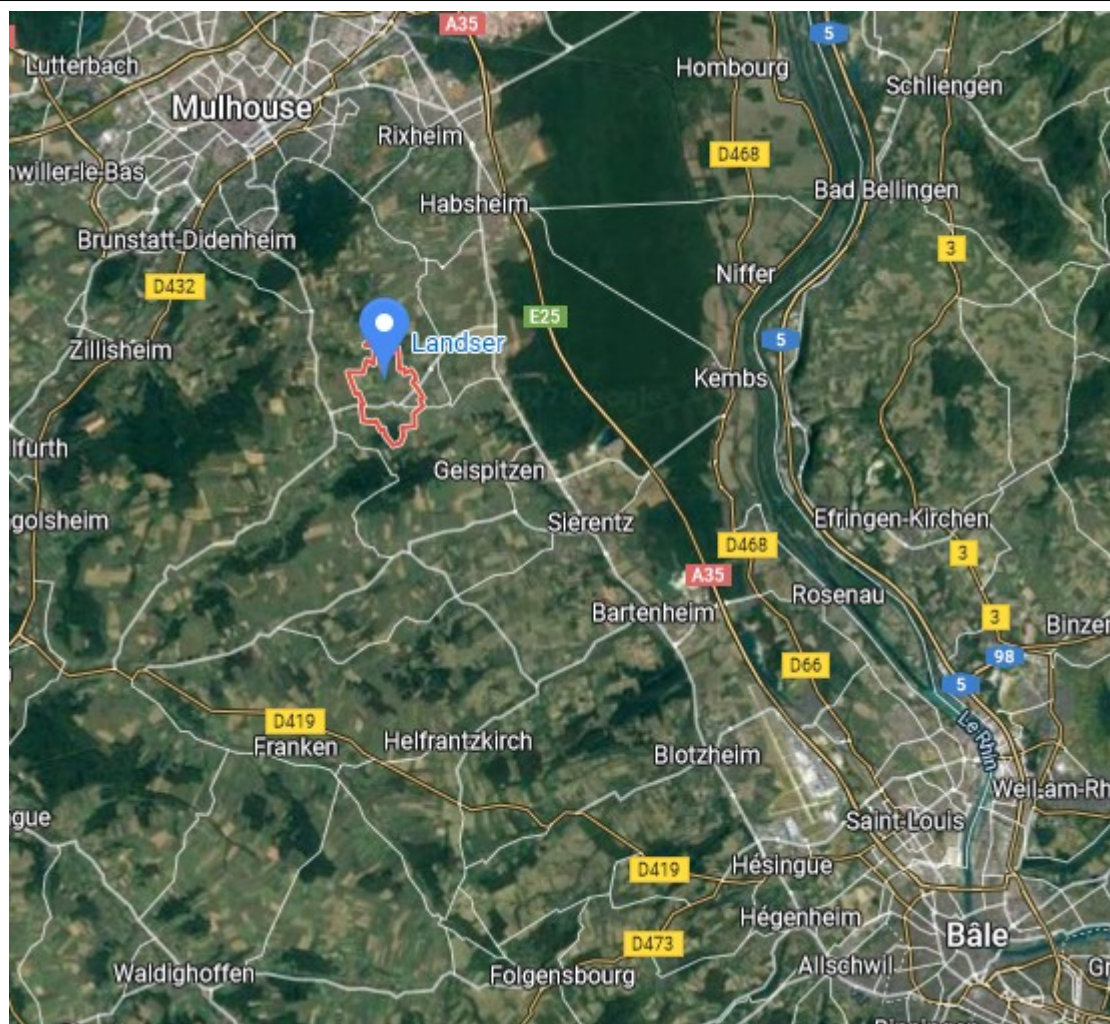 A35
5
Lutterbach
Hombourg
Schliengen
Mulhouse
Rixheim
D468
nwiller-le-Bas
Bad Bellingen
Habsheim
Brunstatt-Didenheim
3
Niffer
D432
E25
Landser
5
Zillisheim
Kembs
lfurth
Geispitzen
golsheim
Sierentz
Efringen-Kirchen
D468
3
A35
Rosenau
Bartenheim
3
Binzen
98
D66
5
D419
Le Rhin
Franken
Helfrantzkirch
Blotzheim
Weil-am-Rh
gue
Saint-Louis
D419
Hésingue
Hégenheim
D473
Bâle
Allschwil
Waldighoffen
Folgensbourg
Gr